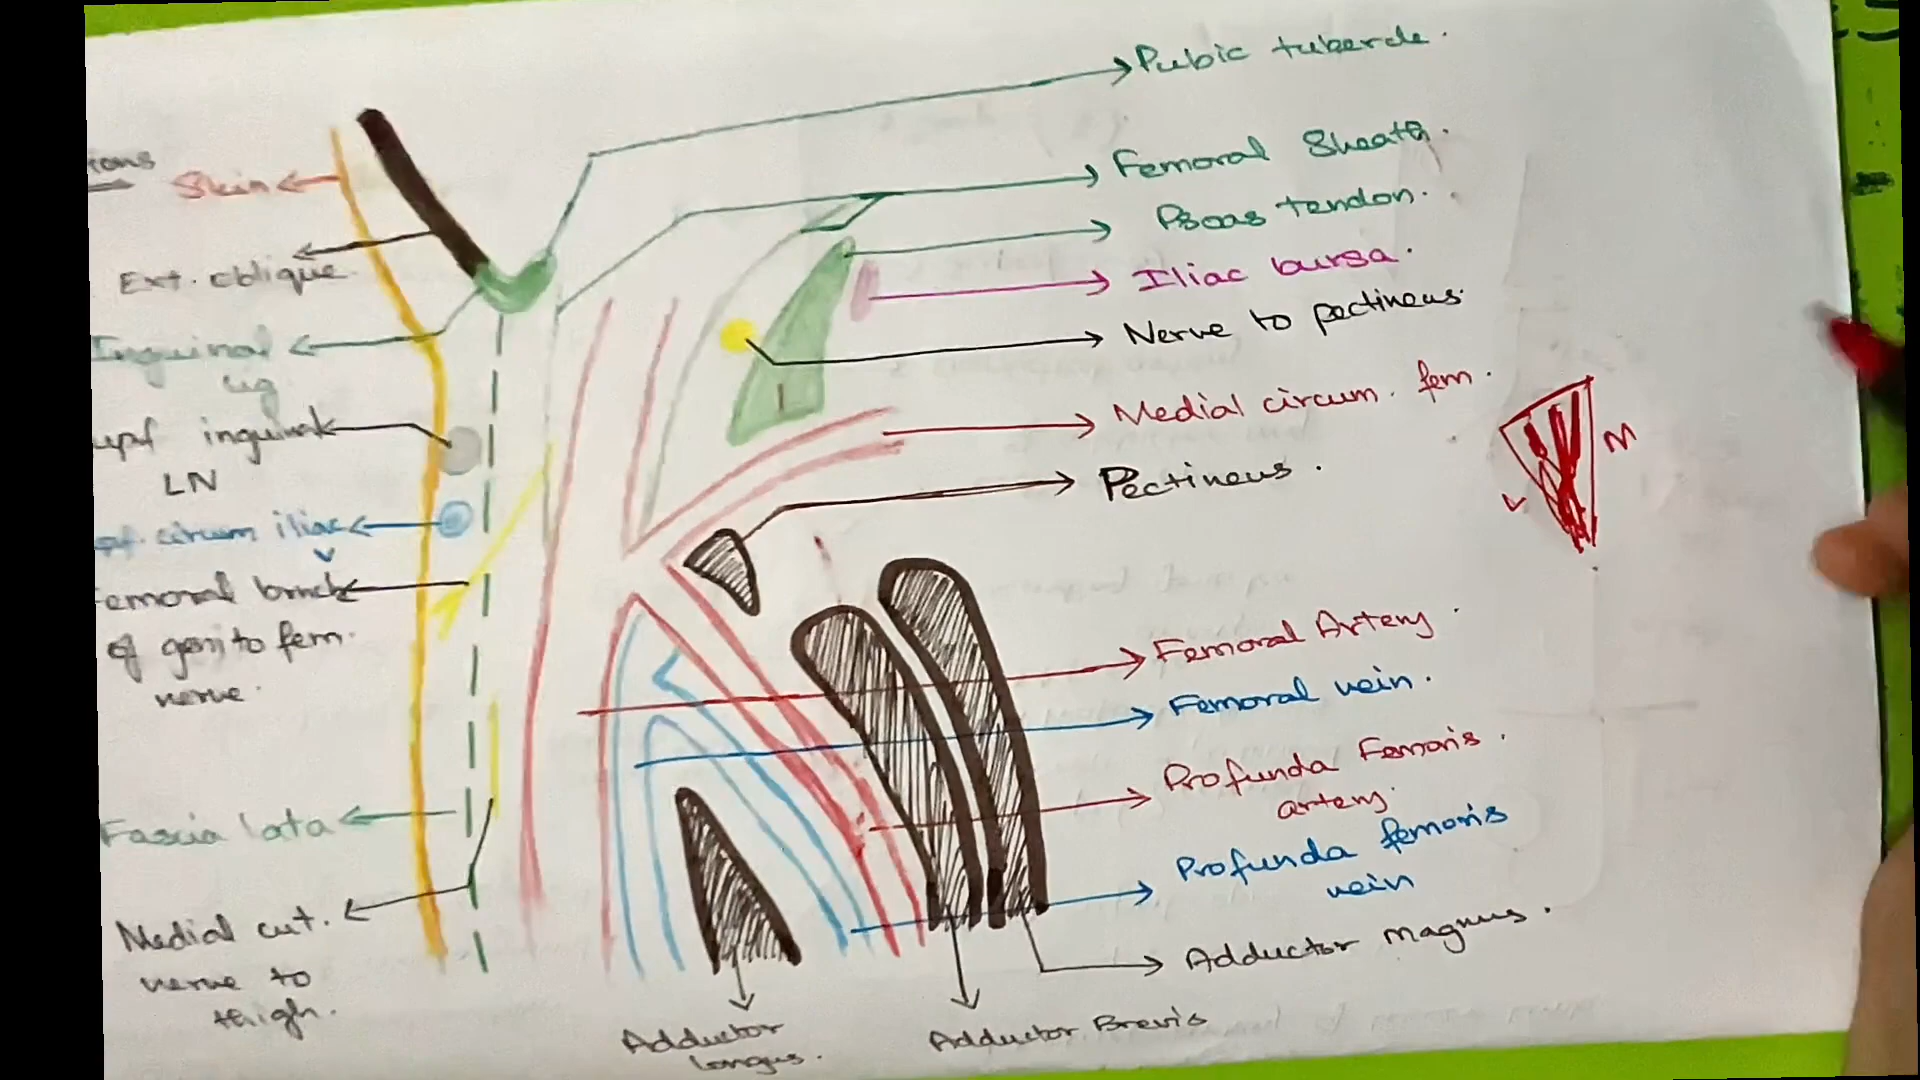 Pubic tubercle.
Femoral Sheath.
Psoas tendon.
Iliac bursa.
Nerve to pectineus.
Medial circum. fem.
Pectineus.
Femoral Artery.
Femoral vein.
Profunda Femoris.
artery.
Profunda femoris
vein
Adductor Magnus.
Adductor Brevis
Adductor
longus.
Skin
Ext. oblique.
Inguinal
lig
inguinal
LN
circum iliac
v
of genito fem.
nerve.
Fascia lata
Medial cut.
nerve to
thigh.
M
L